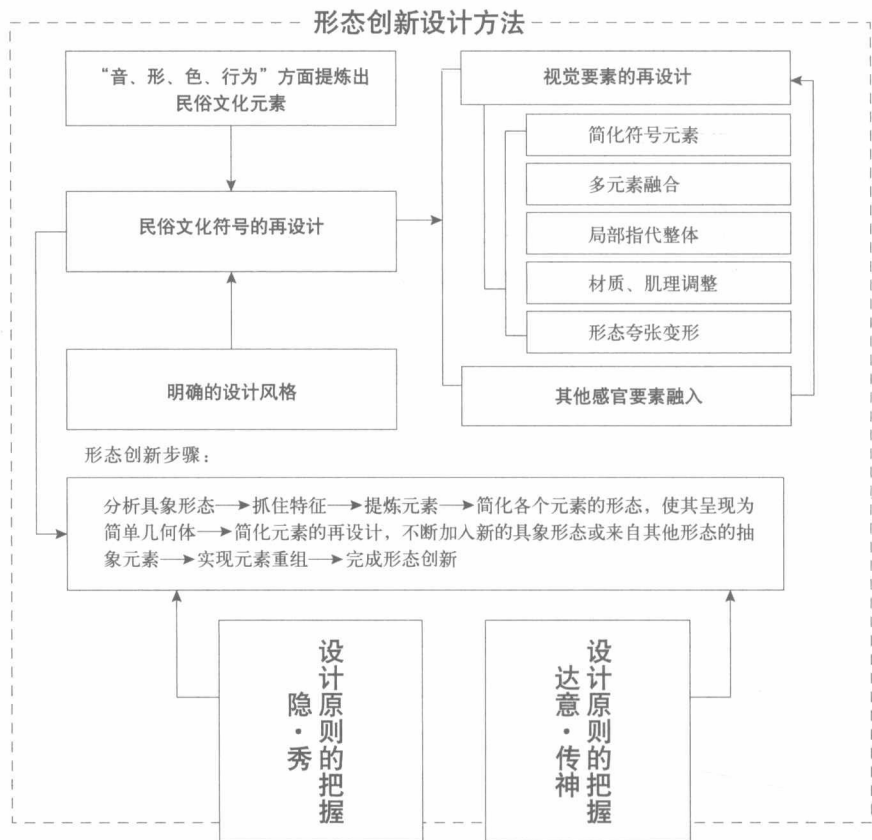 形态创新设计方法
“音、形、色、行为”方面提炼出
民俗文化元素
民俗文化符号的再设计
明确的设计风格
视觉要素的再设计
简化符号元素
多元素融合
局部指代整体
材质、肌理调整
形态夸张变形
其他感官要素融入
形态创新步骤：
分析具象形态→抓住特征→提炼元素→简化各个元素的形态，使其呈现为
简单几何体→简化元素的再设计，不断加入新的具象形态或来自其他形态的抽
象元素→实现元素重组→完成形态创新
设计原则的把握
隐·秀
设计原则的把握
达意·传神